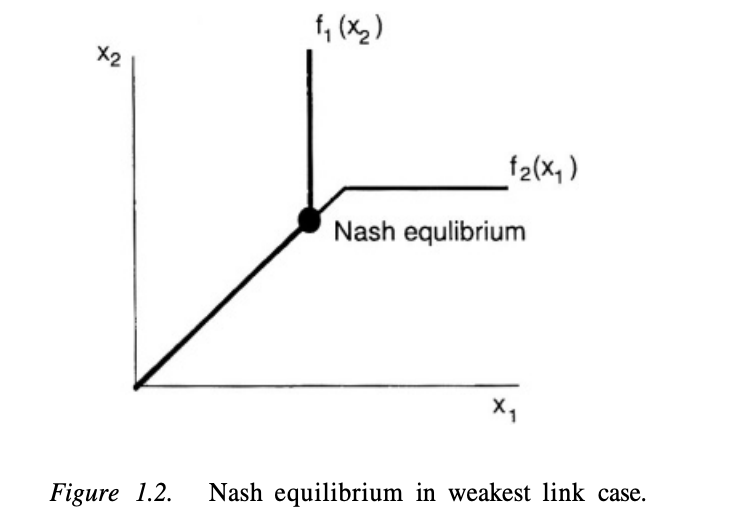 f₁ (x₂)
x₂
f₂(x₁)
Nash equlibrium
x₁
Figure 1.2. Nash equilibrium in weakest link case.